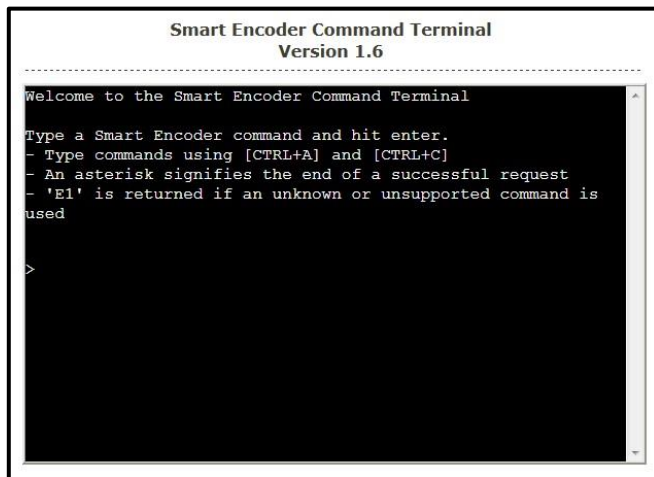 Smart Encoder Command Terminal
Version 1.6
Welcome to the Smart Encoder Command Terminal
Type a Smart Encoder command and hit enter.
- Type commands using [CTRL+A] and [CTRL+C]
- An asterisk signifies the end of a successful request
- 'E1' is returned if an unknown or unsupported command is
used
>